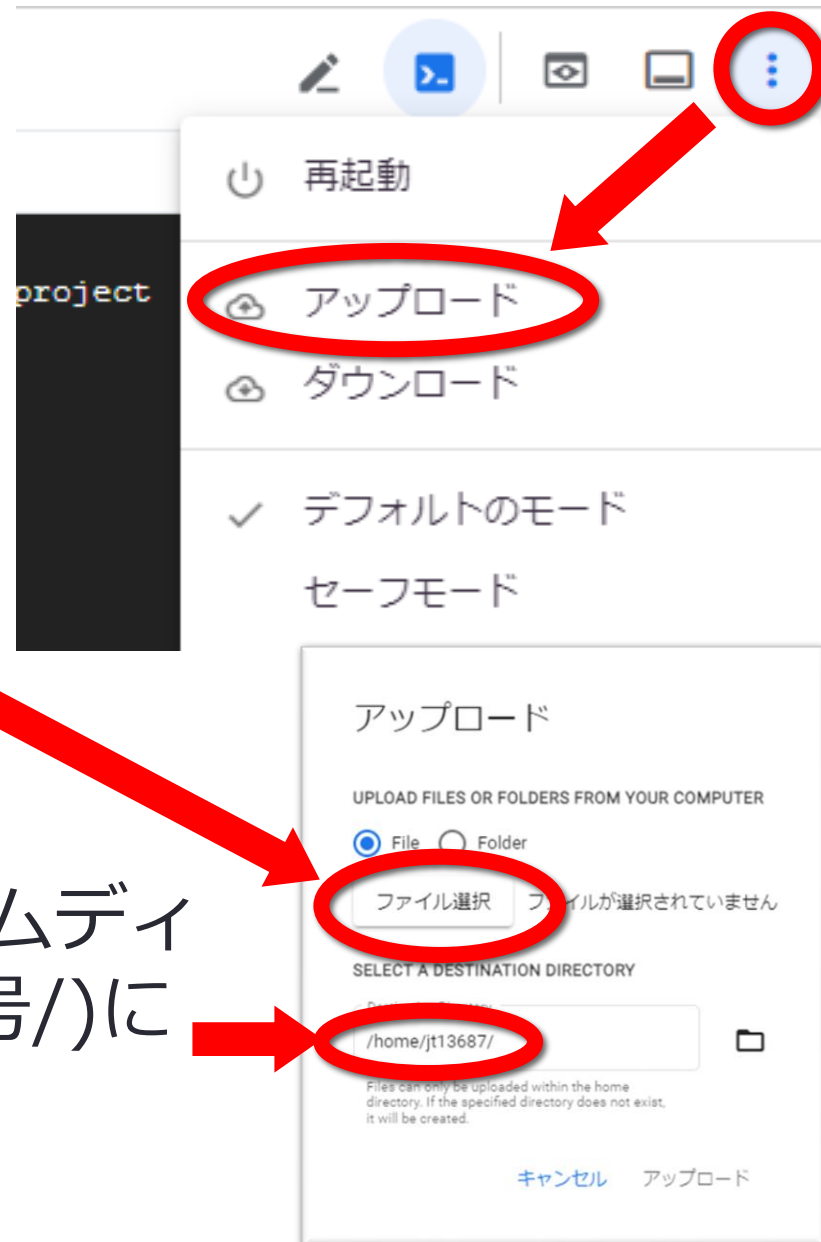 再起動
project
アップロード
ダウンロード
デフォルトのモード
セーフモード
アップロード
UPLOAD FILES OR FOLDERS FROM YOUR COMPUTER
File Folder
ファイル選択 ファイルが選択されていません
ムディ
号/)に
SELECT A DESTINATION DIRECTORY
/home/jt13687/
Files can only be uploaded within the home
directory. If the specified directory does not exist,
it will be created.
キャンセル アップロード